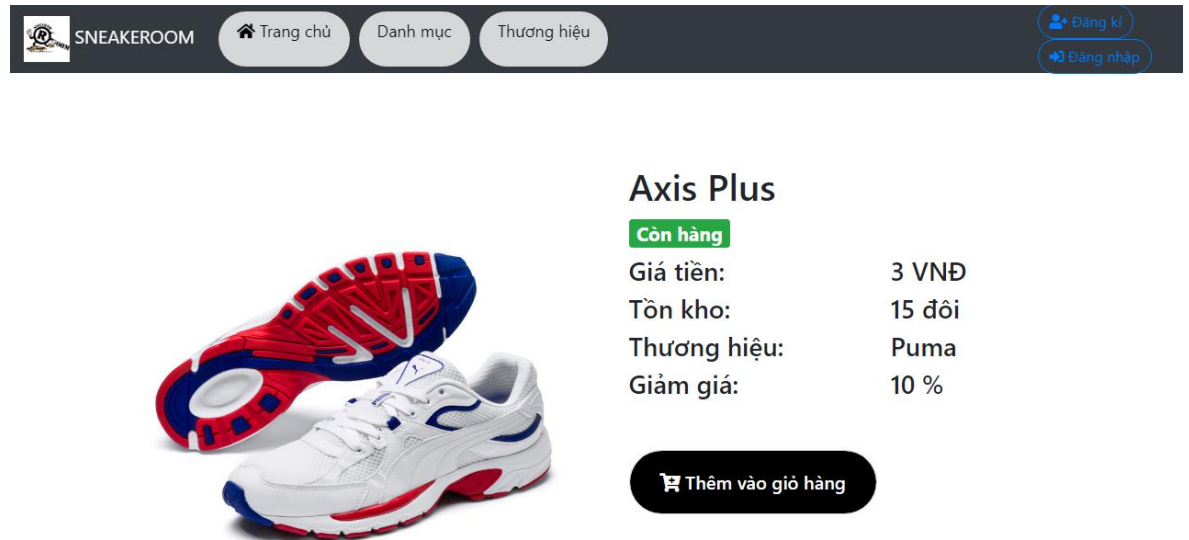 SNEAKEROOM
Trang chủ
Danh mục
Thương hiệu
Đăng kí
Đăng nhập
Axis Plus
Còn hàng
Giá tiền: 3 VNĐ
Tồn kho: 15 đôi
Thương hiệu: Puma
Giảm giá: 10 %
Thêm vào giỏ hàng